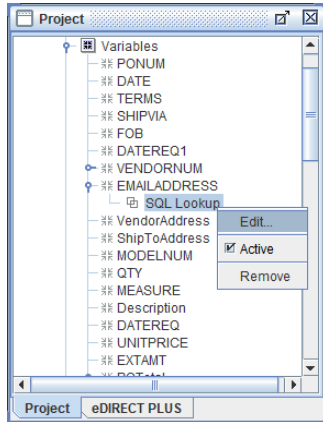 Project
Variables
PONUM
DATE
TERMS
SHIPVIA
FOB
DATEREQ1
VENDORNUM
EMAILADDRESS
SQL Lookup
VendorAddress
Edit...
ShipToAddress
Active
MODELNUM
QTY
Remove
MEASURE
Description
DATEREQ
UNITPRICE
EXTAMT
Project
eDIRECT PLUS